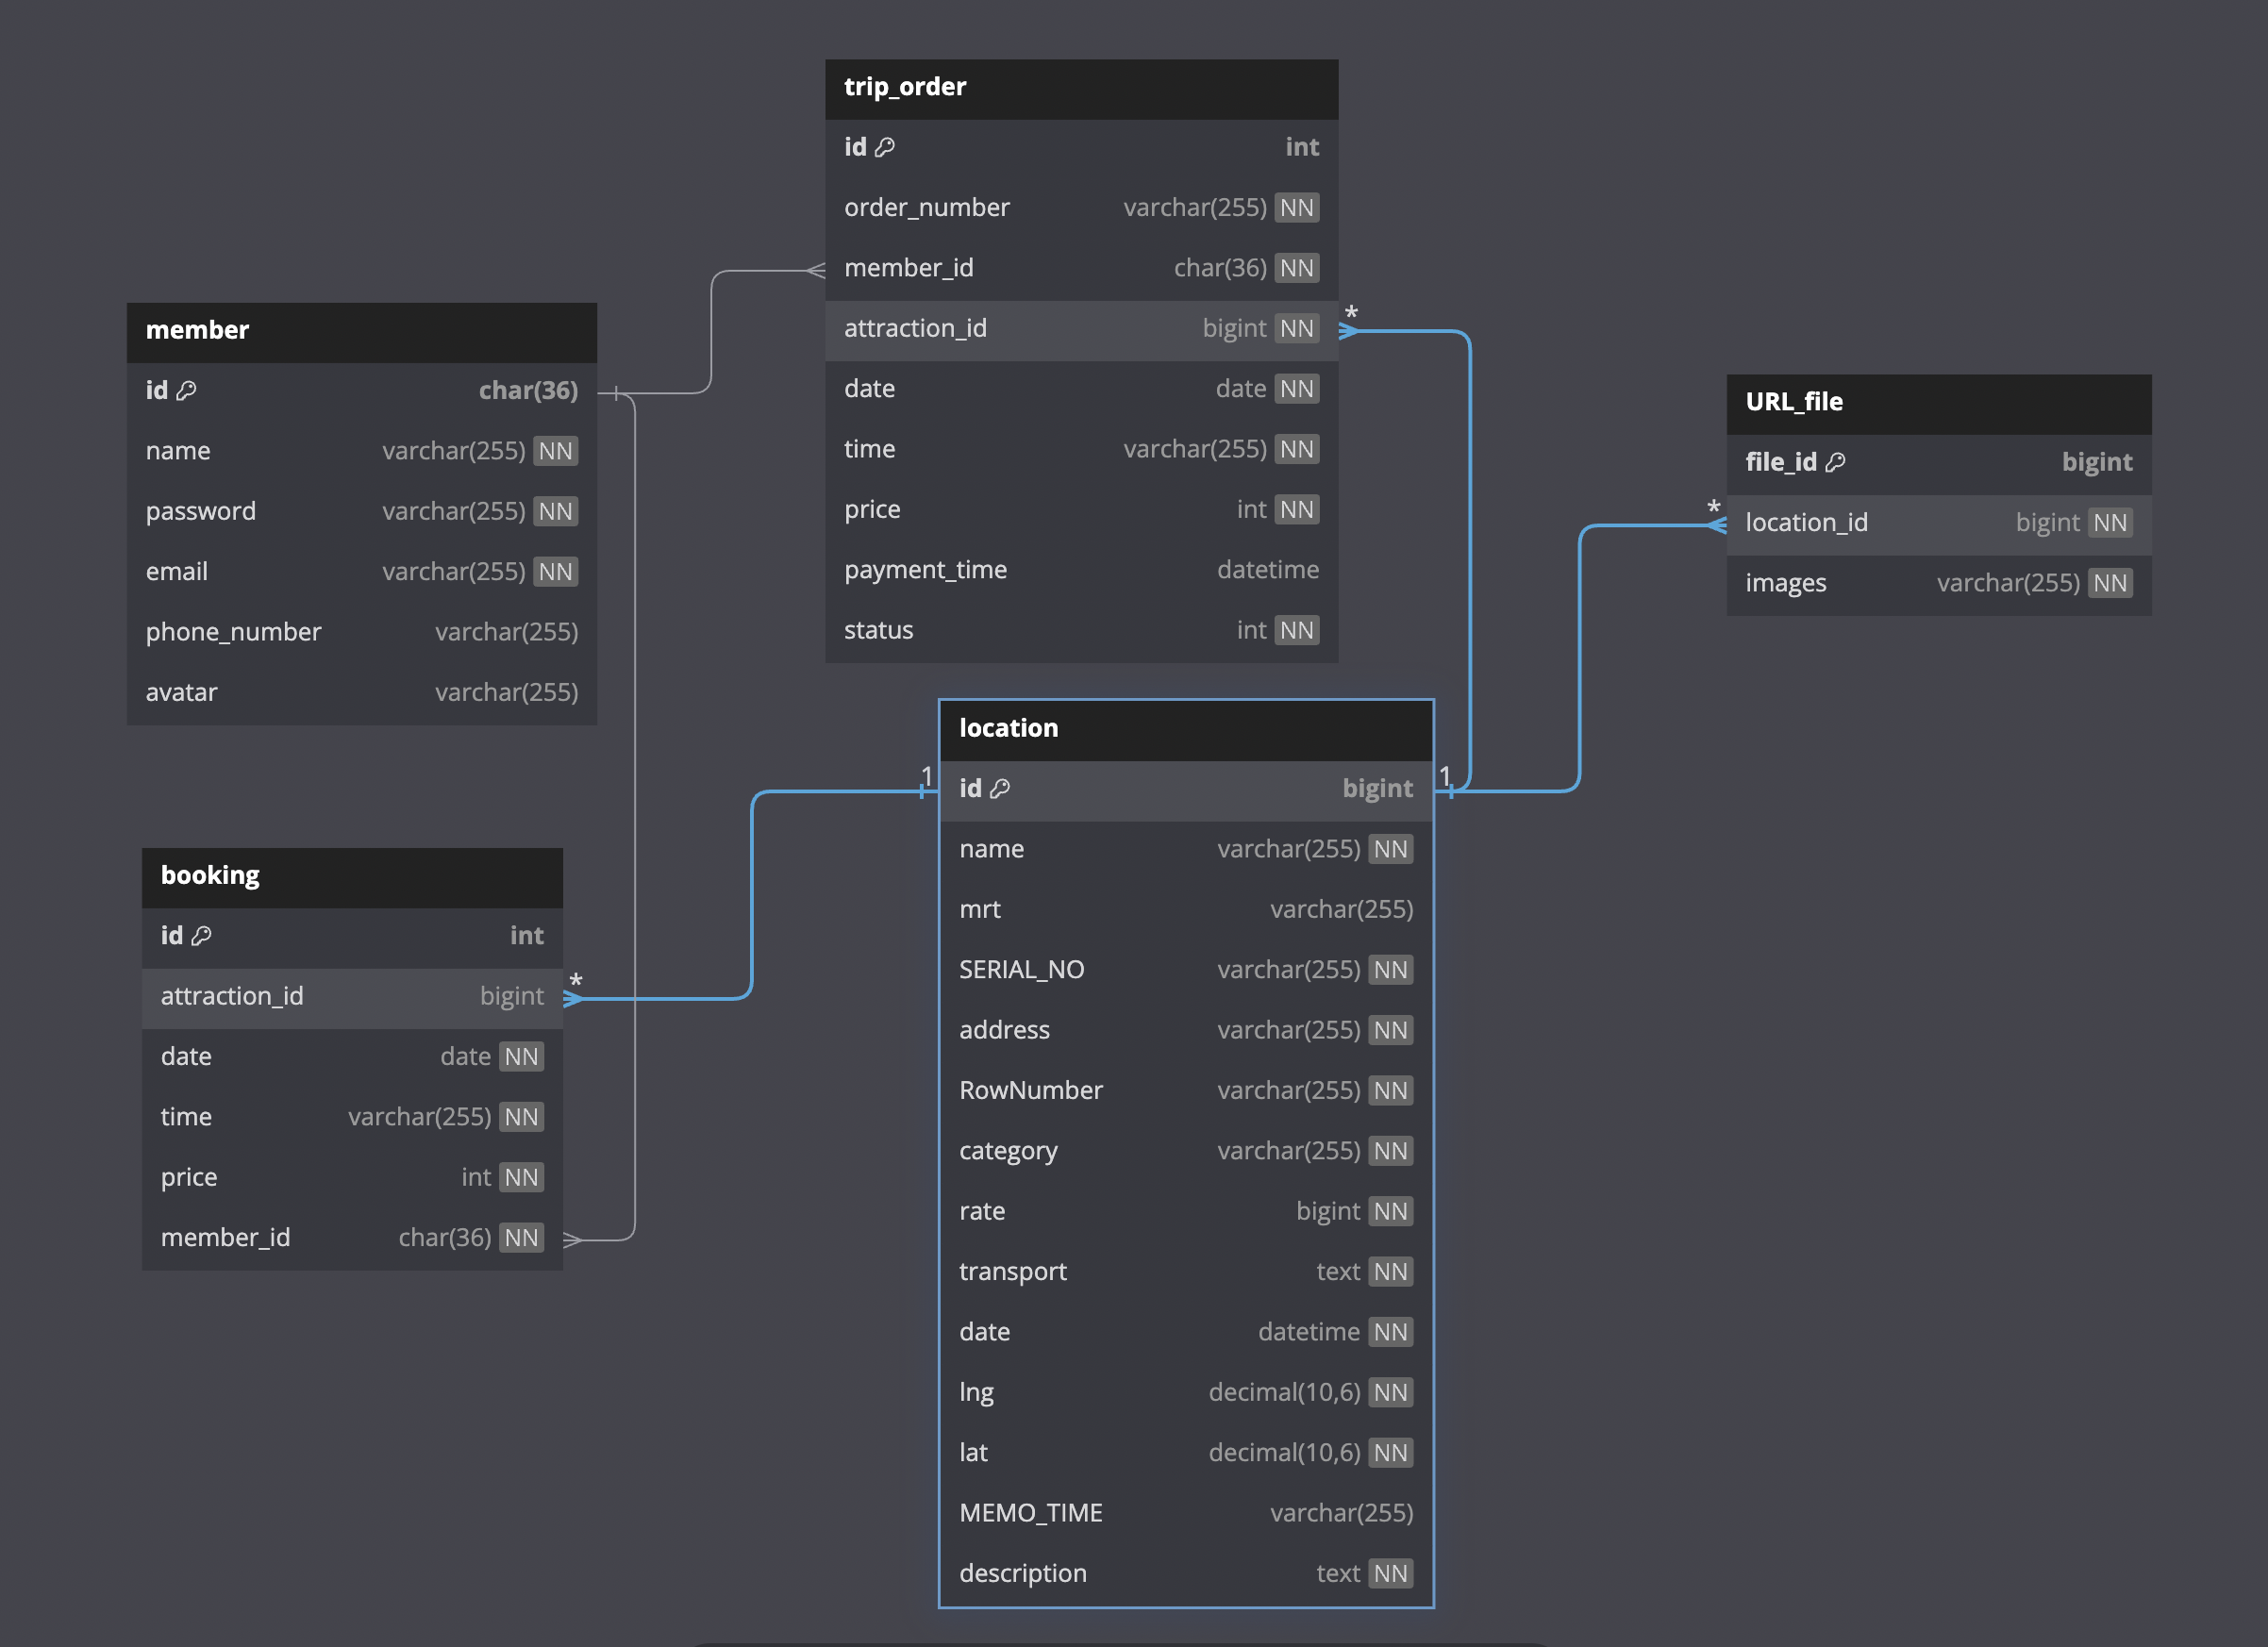 trip_order
id int
order_number varchar(255) NN
member_id char(36) NN
attraction_id bigint NN *
date date NN
time varchar(255) NN
price int NN
payment_time datetime
status int NN
member
id char(36)
name varchar(255) NN
password varchar(255) NN
email varchar(255) NN
phone_number varchar(255)
avatar varchar(255)
URL_file
file_id bigint
* location_id bigint NN
images varchar(255) NN
location
1 id bigint 1
name varchar(255) NN
mrt varchar(255)
SERIAL_NO varchar(255) NN
address varchar(255) NN
RowNumber varchar(255) NN
category varchar(255) NN
rate bigint NN
transport text NN
date datetime NN
lng decimal(10,6) NN
lat decimal(10,6) NN
MEMO_TIME varchar(255)
description text NN
booking
id int
attraction_id bigint *
date date NN
time varchar(255) NN
price int NN
member_id char(36) NN